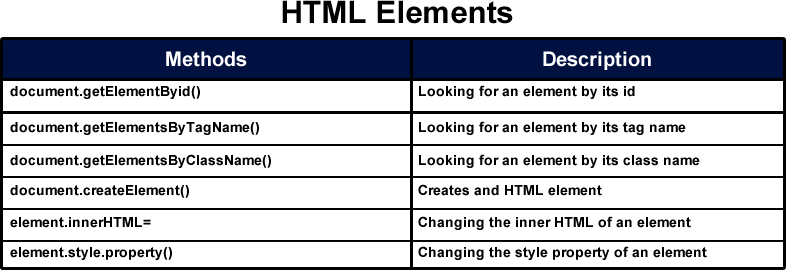 HTML Elements
Methods Description
document.getElementByid() Looking for an element by its id
document.getElementsByTagName() Looking for an element by its tag name
document.getElementsByClassName() Looking for an element by its class name
document.createElement() Creates and HTML element
element.innerHTML= Changing the inner HTML of an element
element.style.property() Changing the style property of an element